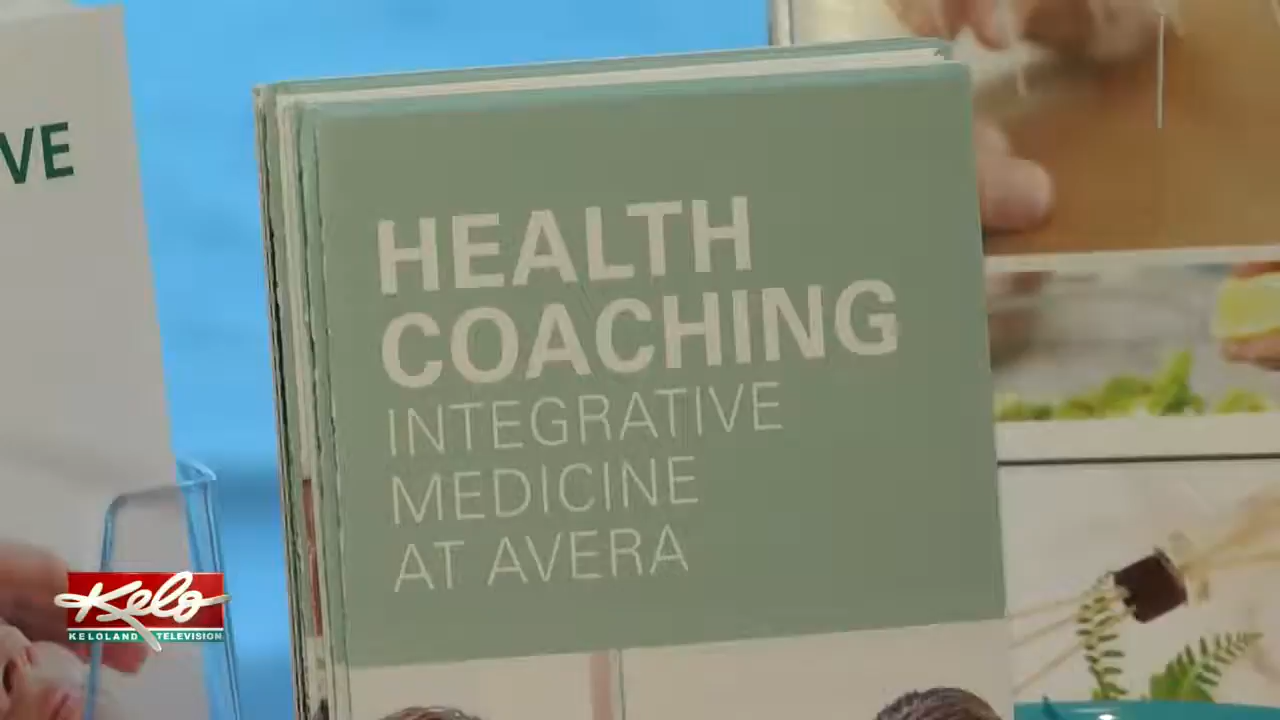 VE
HEALTH
COACHING
INTEGRATIVE
MEDICINE
AT AVERA
Kelo
KELOLAND TELEVISION